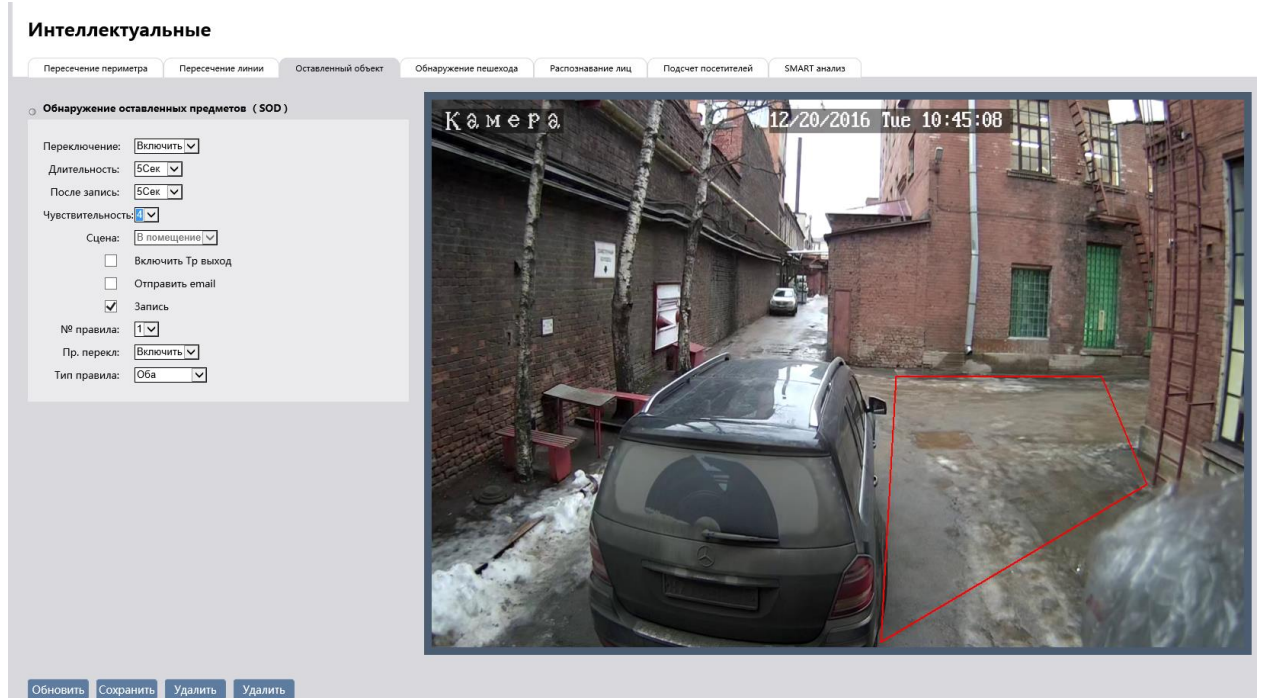 Интеллектуальные
Пересечение периметра Пересечение линии Оставленный объект Обнаружение пешехода Распознавание лиц Подсчет посетителей SMART анализ
Обнаружение оставленных предметов ( SOD )
Переключение: Включить
Длительность: 5Сек
После запись: 5Сек
Чувствительность: 4
Сцена: В помещение
Включить Тр выход
Отправить email
Запись
№ правила: 1
Пр. перекл: Включить
Тип правила: Оба
Камера 12/20/2016 Tue 10:45:08
Обновить Сохранить Удалить Удалить